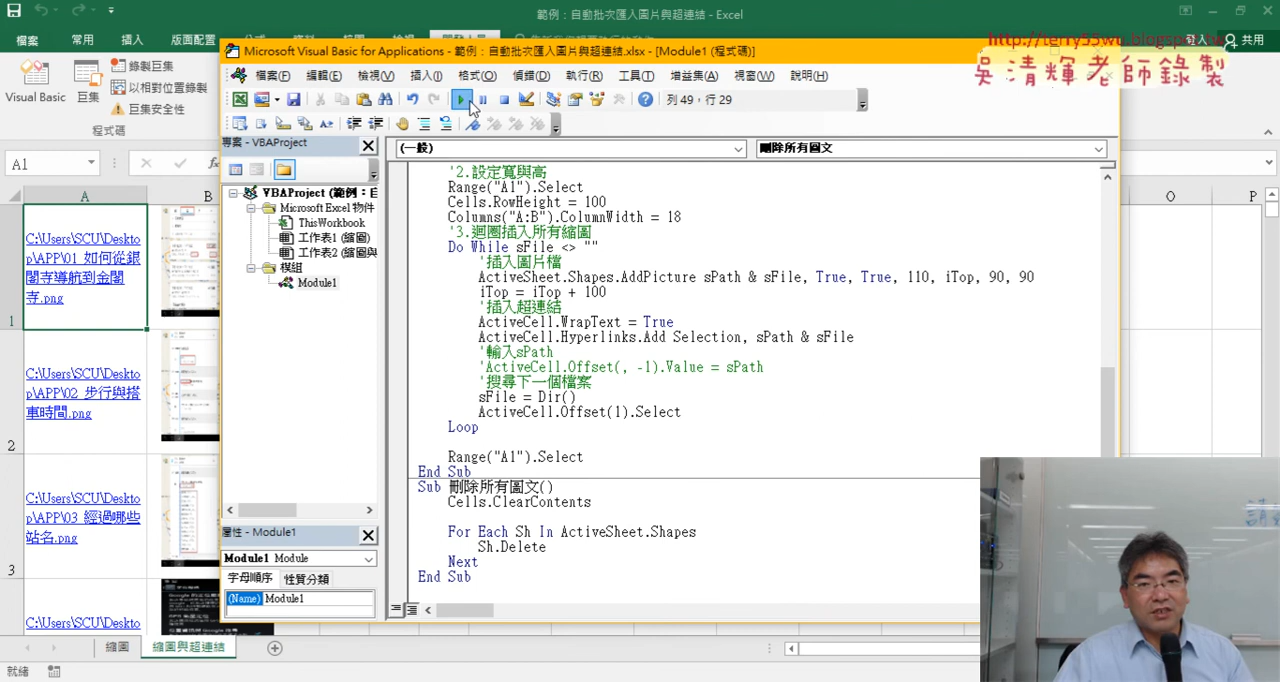 範例：自動批次匯入圖片與超連結 - Excel
檔案 常用 插入 版面配置
登入 共用
http://terry55wu.blogspot.tw
吳清輝老師錄製
Visual Basic 巨集
錄製巨集
以相對位置錄製
巨集安全性
程式碼
A1
Microsoft Visual Basic for Applications - 範例：自動批次匯入圖片與超連結.xlsx - [Module1 (程式碼)]
檔案(F) 編輯(E) 檢視(V) 插入(I) 格式(O) 偵錯(D) 執行(R) 工具(T) 增益集(A) 視窗(W) 說明(H)
列 49，行 29
專案 - VBAProject
VBAProject (範例：自
Microsoft Excel 物件
ThisWorkbook
工作表1 (縮圖)
工作表2 (縮圖與
模組
Module1
屬性 - Module1
Module1 Module
字母順序 性質分類
(Name) Module1
(一般) 刪除所有圖文
'2.設定寬與高
Range("A1").Select
Cells.RowHeight = 100
Columns("A:B").ColumnWidth = 18
'3.迴圈插入所有縮圖
Do While sFile <> ""
'插入圖片檔
ActiveSheet.Shapes.AddPicture sPath & sFile, True, True, 110, iTop, 90, 90
iTop = iTop + 100
'插入超連結
ActiveCell.WrapText = True
ActiveCell.Hyperlinks.Add Selection, sPath & sFile
'輸入sPath
'ActiveCell.Offset(, -1).Value = sPath
'搜尋下一個檔案
sFile = Dir()
ActiveCell.Offset(1).Select
Loop
Range("A1").Select
End Sub
Sub 刪除所有圖文()
Cells.ClearContents
For Each Sh In ActiveSheet.Shapes
Sh.Delete
Next
End Sub
A B O P
1
C:\Users\SCU\Deskto
p\APP\01 如何從銀
閣寺導航到金閣
寺.png
2
C:\Users\SCU\Deskto
p\APP\02 步行與搭
車時間.png
3
C:\Users\SCU\Deskto
p\APP\03 經過哪些
站名.png
C:\Users\SCU\Deskto
縮圖 縮圖與超連結
就緒